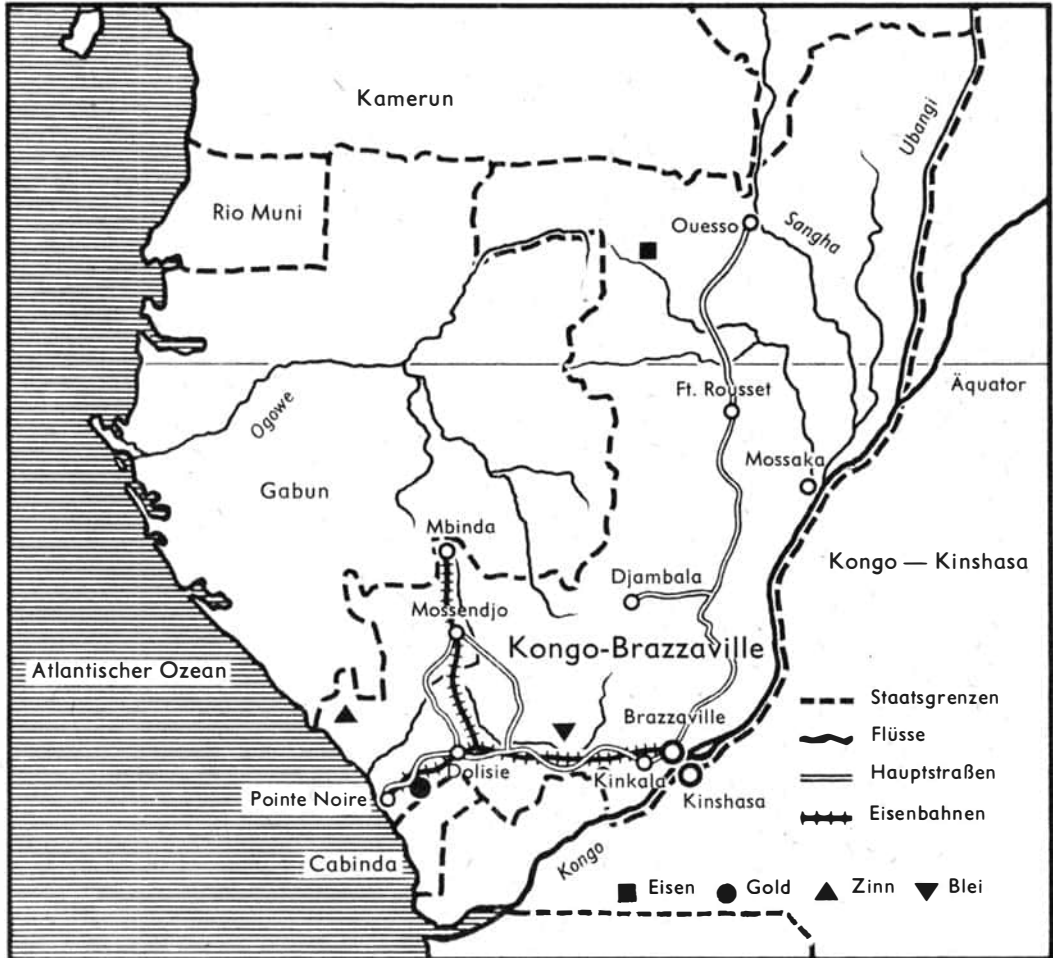 Kamerun
Rio Muni
Ubangi
Ouesso
Sangha
Äquator
Ft. Rousset
Ogowe
Mossaka
Gabun
Mbinda
Kongo — Kinshasa
Djambala
Mossendjo
Kongo-Brazzaville
Atlantischer Ozean
Staatsgrenzen
Brazzaville
Flüsse
Dolisie
Kinkala
Hauptstraßen
Pointe Noire
Kinshasa
Eisenbahnen
Cabinda
Kongo
Eisen Gold Zinn Blei